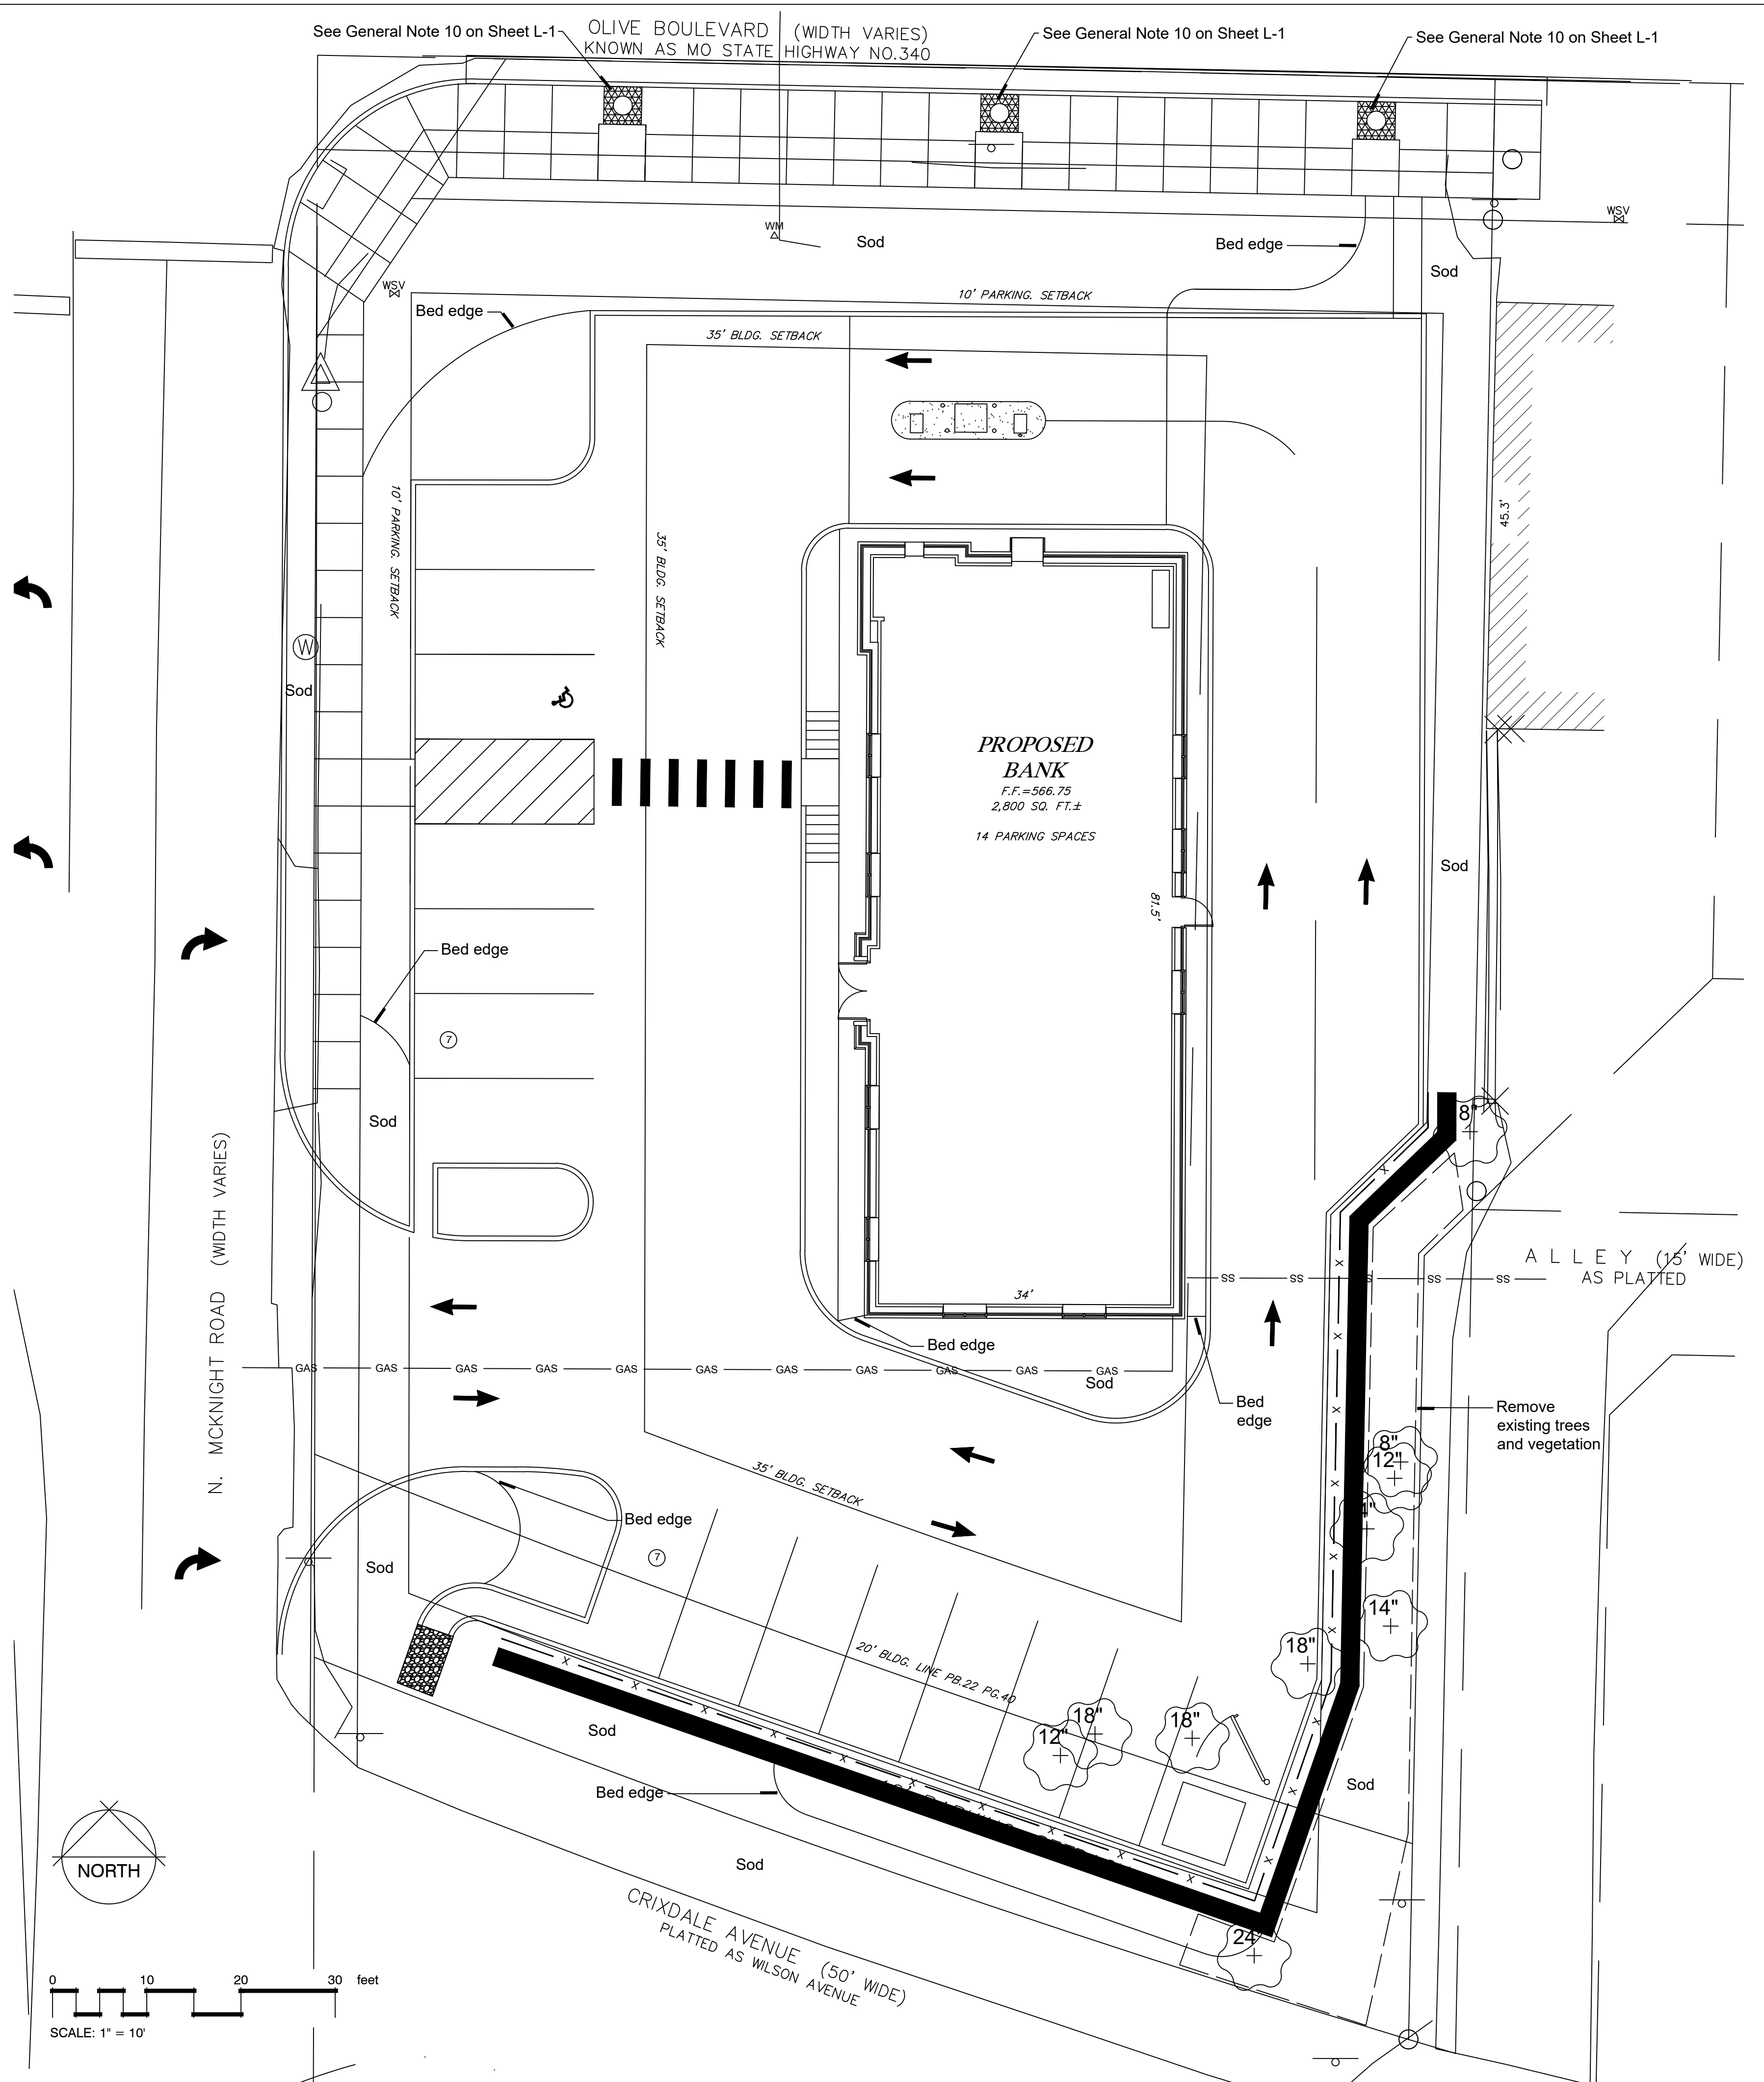 See General Note 10 on Sheet L-1
OLIVE BOULEVARD (WIDTH VARIES)
KNOWN AS MO STATE HIGHWAY NO.340
See General Note 10 on Sheet L-1
See General Note 10 on Sheet L-1
WM
Sod
Bed edge
WSV
Sod
WSV
Bed edge
10' PARKING. SETBACK
35' BLDG. SETBACK
10' PARKING. SETBACK
35' BLDG. SETBACK
45.3'
W
Sod
PROPOSED
BANK
F.F.=566.75
2,800 SQ. FT.±
14 PARKING SPACES
81.5'
Sod
Bed edge
7
Sod
8"
N. MCKNIGHT ROAD (WIDTH VARIES)
ALLEY (15' WIDE)
AS PLATTED
SS SS SS SS
34'
Bed edge
GAS GAS GAS GAS GAS GAS GAS GAS GAS GAS GAS
Sod
Bed
edge
Remove
existing trees
and vegetation
8"
12"
35' BLDG. SETBACK
Bed edge
7
Sod
14"
18"
20' BLDG. LINE PB.22 PG.40
18"
12"
18"
Sod
Bed edge
Sod
Sod
NORTH
24"
CRIXDALE AVENUE (50' WIDE)
PLATTED AS WILSON AVENUE
0 10 20 30 feet
SCALE: 1" = 10'